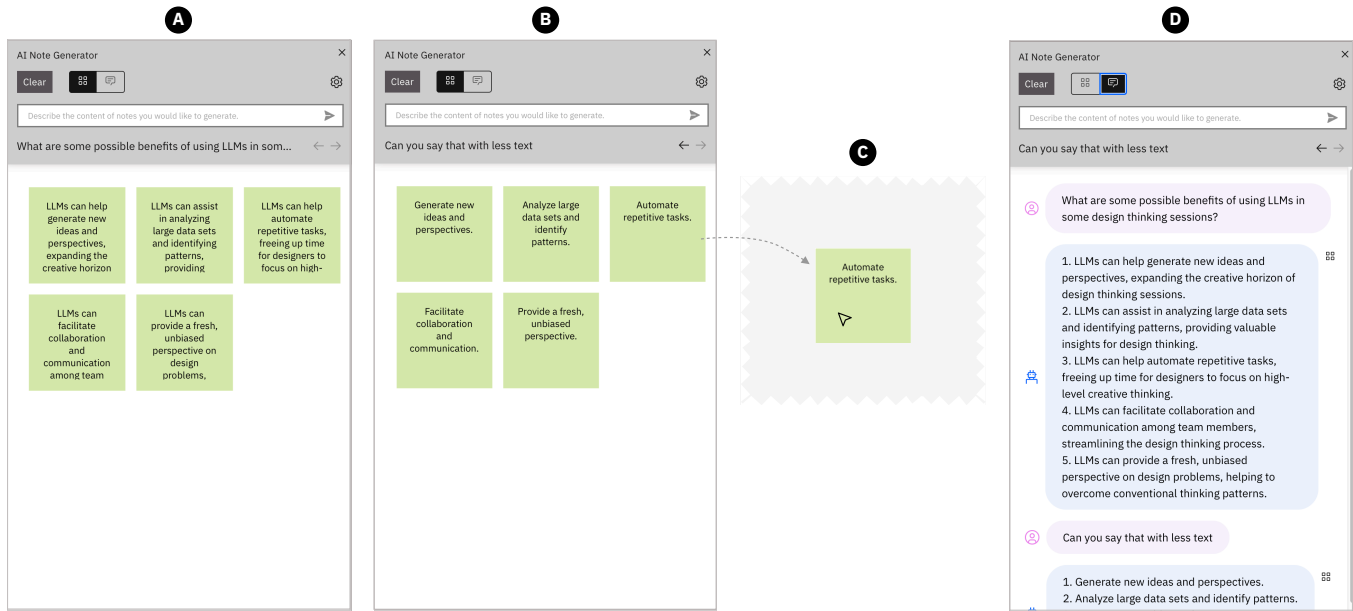 A
AI Note Generator
Clear
Describe the content of notes you would like to generate.
What are some possible benefits of using LLMs in som...
LLMs can help
generate new
ideas and
perspectives,
expanding the
creative horizon
LLMs can assist
in analyzing
large data sets
and identifying
patterns,
providing
LLMs can help
automate
repetitive tasks,
freeing up time
for designers to
focus on high-
LLMs can
facilitate
collaboration
and
communication
among team
LLMs can
provide a fresh,
unbiased
perspective on
design
problems,
B
AI Note Generator
Clear
Describe the content of notes you would like to generate.
Can you say that with less text
Generate new
ideas and
perspectives.
Analyze large
data sets and
identify
patterns.
Automate
repetitive tasks.
Facilitate
collaboration
and
communication.
Provide a fresh,
unbiased
perspective.
C
Automate
repetitive tasks.
D
AI Note Generator
Clear
Describe the content of notes you would like to generate.
Can you say that with less text
What are some possible benefits of using LLMs in
some design thinking sessions?
1. LLMs can help generate new ideas and
perspectives, expanding the creative horizon of
design thinking sessions.
2. LLMs can assist in analyzing large data sets
and identifying patterns, providing valuable
insights for design thinking.
3. LLMs can help automate repetitive tasks,
freeing up time for designers to focus on high-
level creative thinking.
4. LLMs can facilitate collaboration and
communication among team members,
streamlining the design thinking process.
5. LLMs can provide a fresh, unbiased
perspective on design problems, helping to
overcome conventional thinking patterns.
Can you say that with less text
1. Generate new ideas and perspectives.
2. Analyze large data sets and identify patterns.